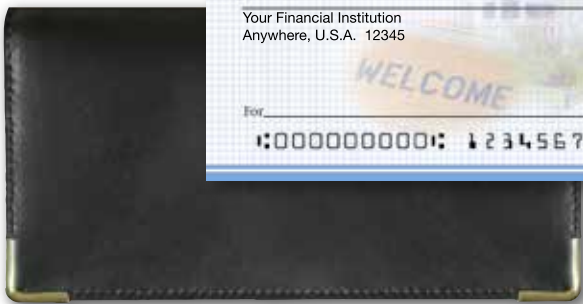 Your Financial Institution
Anywhere, U.S.A. 12345
WELCOME
For
⑆000000000⑆ 1234567